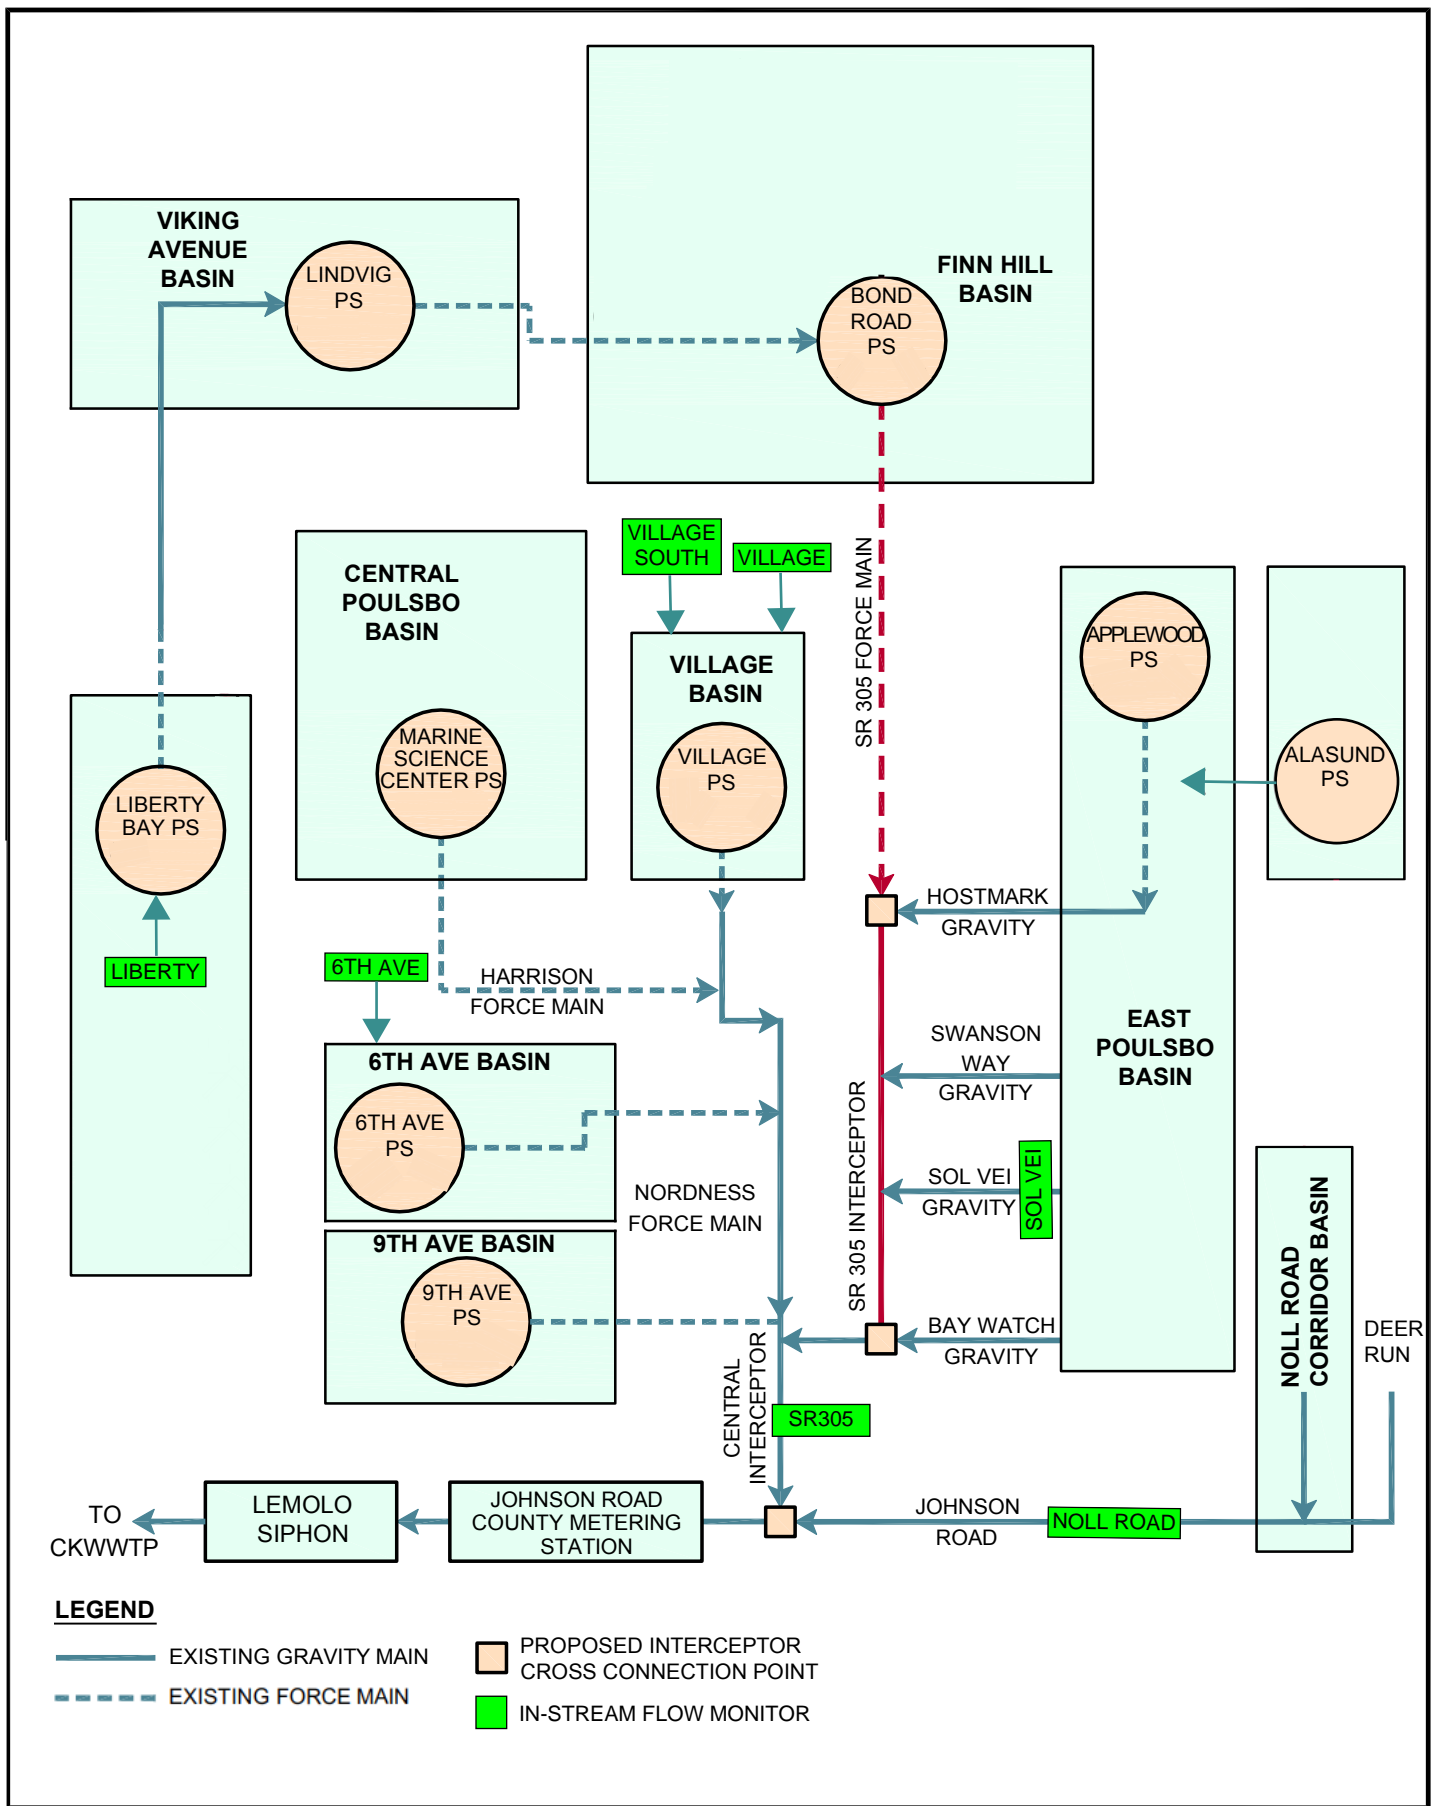 VIKING
AVENUE
BASIN
LINDVIG
PS
FINN HILL
BASIN
BOND
ROAD
PS
VILLAGE
SOUTH
VILLAGE
CENTRAL
POULSBO
BASIN
VILLAGE
BASIN
SR 305 FORCE MAIN
APPLEWOOD
PS
MARINE
SCIENCE
CENTER PS
VILLAGE
PS
ALASUND
PS
LIBERTY
BAY PS
LIBERTY
6TH AVE
HARRISON
FORCE MAIN
HOSTMARK
GRAVITY
EAST
POULSBO
BASIN
SWANSON
WAY
GRAVITY
6TH AVE BASIN
6TH AVE
PS
SR 305 INTERCEPTOR
SOL VEI
GRAVITY
SOL VEI
NORDNESS
FORCE MAIN
9TH AVE BASIN
9TH AVE
PS
BAY WATCH
GRAVITY
NOLL ROAD
CORRIDOR BASIN
DEER
RUN
CENTRAL
INTERCEPTOR
SR305
TO
CKWWTP
LEMOLO
SIPHON
JOHNSON ROAD
COUNTY METERING
STATION
JOHNSON
ROAD
NOLL ROAD
LEGEND
EXISTING GRAVITY MAIN
EXISTING FORCE MAIN
PROPOSED INTERCEPTOR
CROSS CONNECTION POINT
IN-STREAM FLOW MONITOR